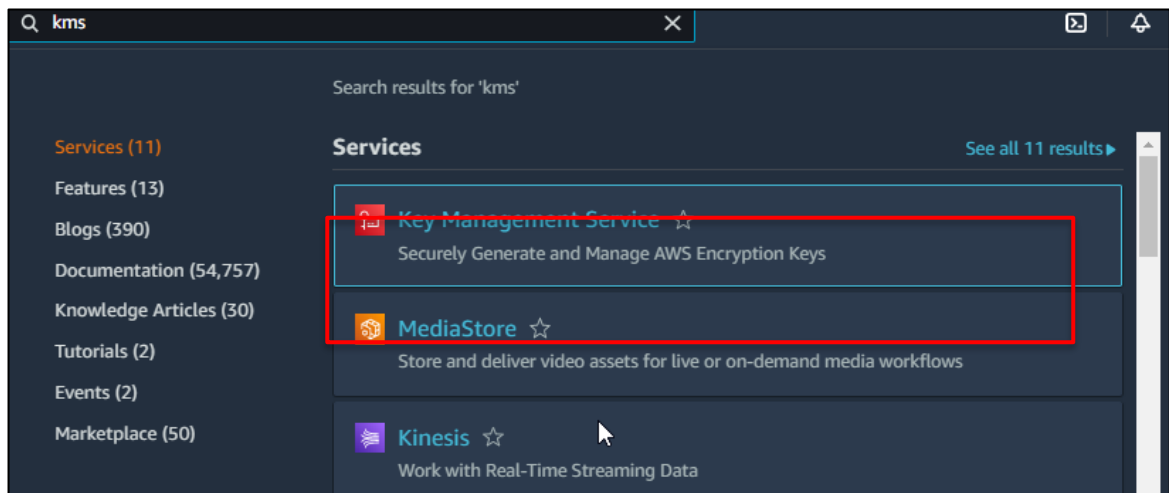 kms
Search results for 'kms'
Services (11)
Features (13)
Blogs (390)
Documentation (54,757)
Knowledge Articles (30)
Tutorials (2)
Events (2)
Marketplace (50)
Services
See all 11 results
Key Management Service
Securely Generate and Manage AWS Encryption Keys
MediaStore
Store and deliver video assets for live or on-demand media workflows
Kinesis
Work with Real-Time Streaming Data